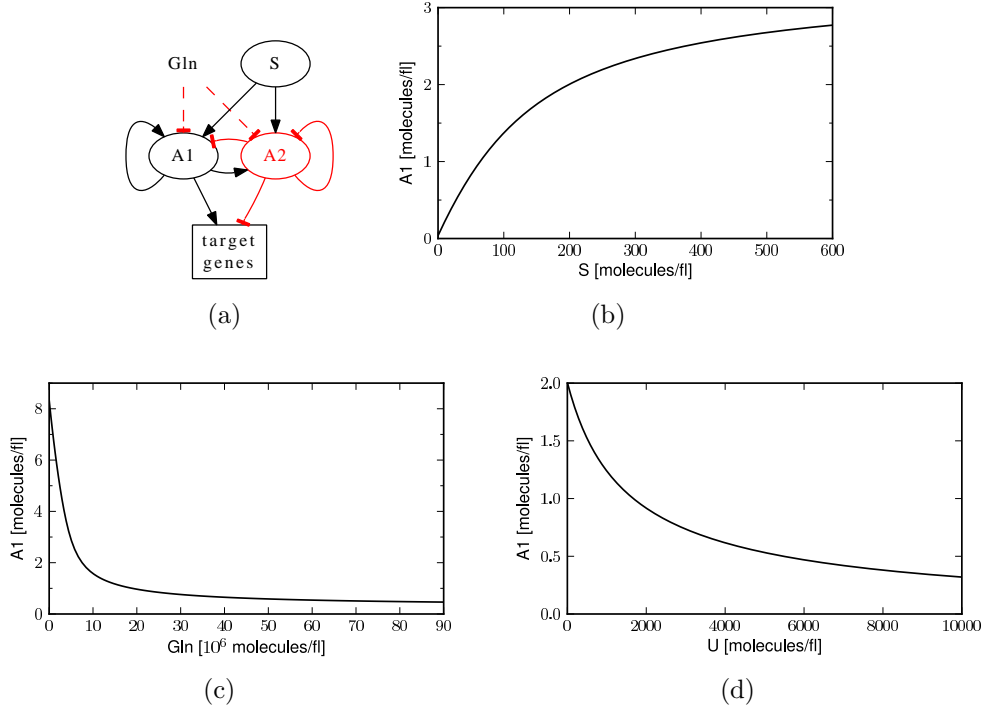 Gln
S
A1
A2
target
genes
(a)
3
2
1
0
A1 [molecules/fl]
0 100 200 300 400 500 600
S [molecules/fl]
(b)
8
6
4
2
0
A1 [molecules/fl]
0 10 20 30 40 50 60 70 80 90
Gln [10⁶ molecules/fl]
(c)
2.0
1.5
1.0
0.5
0.0
A1 [molecules/fl]
0 2000 4000 6000 8000 10000
U [molecules/fl]
(d)